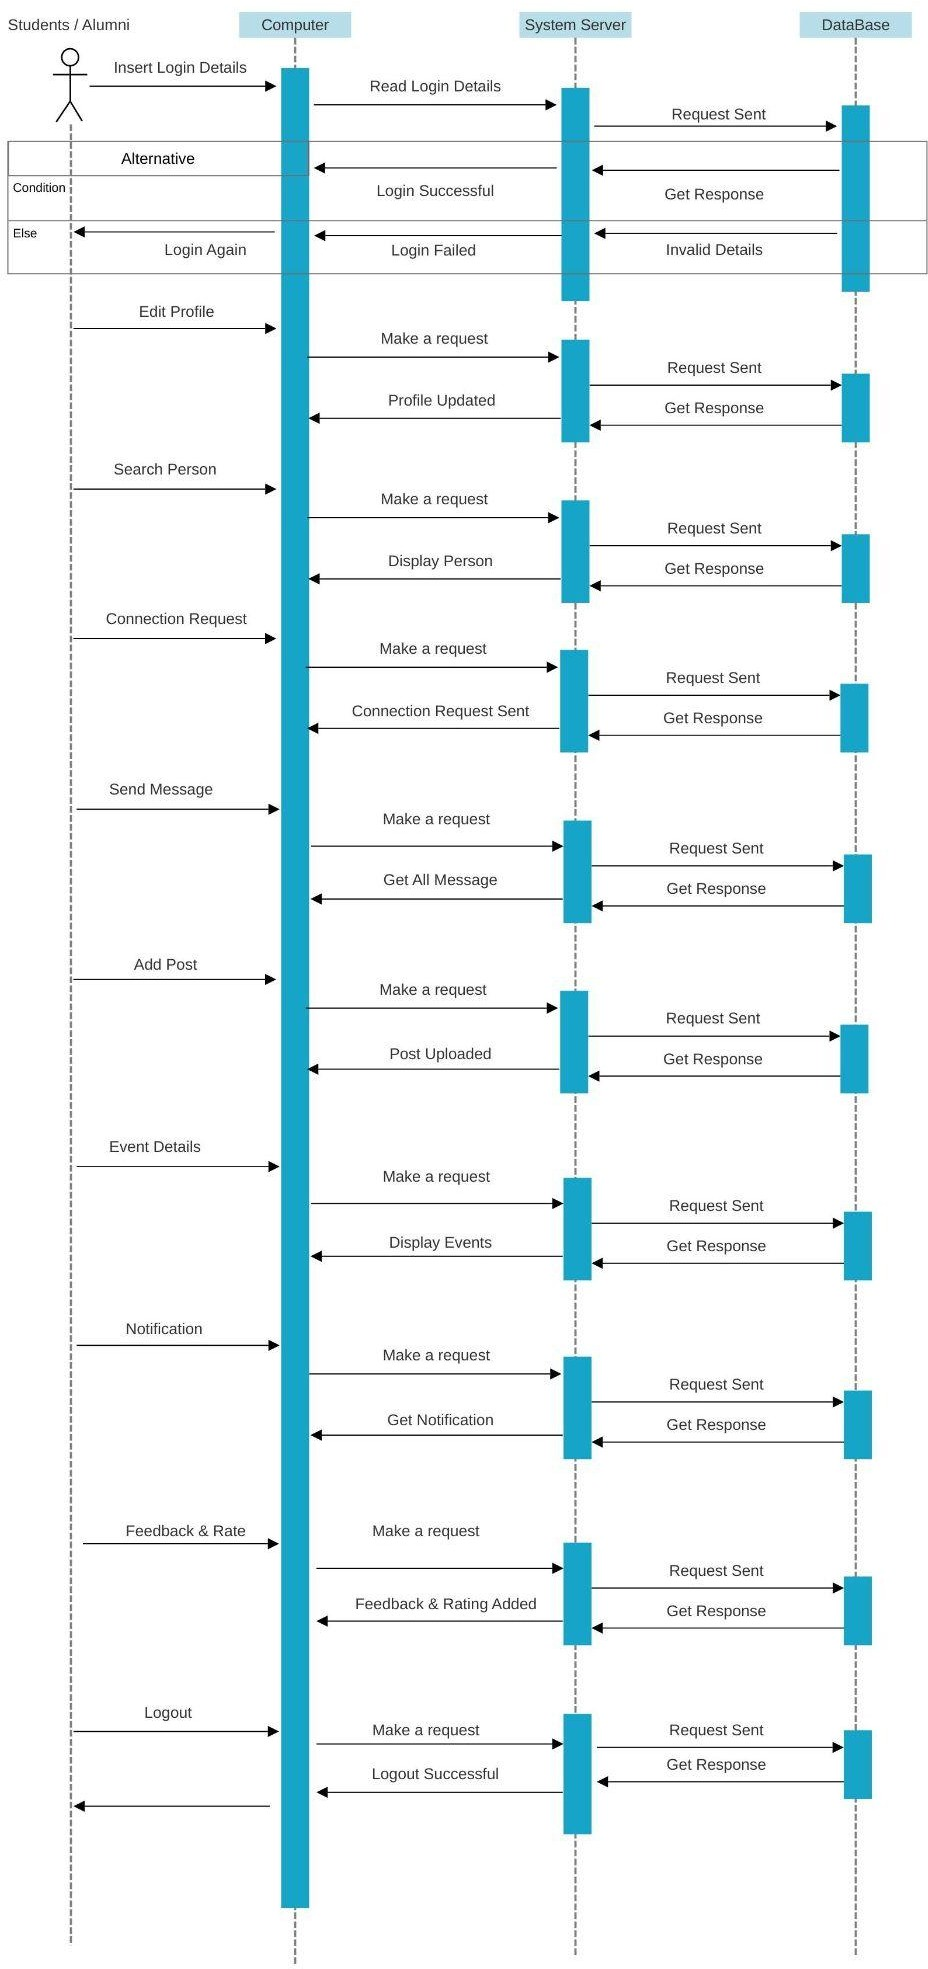 Students / Alumni
Computer
System Server
DataBase
Insert Login Details
Read Login Details
Request Sent
Alternative
Condition
Login Successful
Get Response
Else
Login Again
Login Failed
Invalid Details
Edit Profile
Make a request
Request Sent
Profile Updated
Get Response
Search Person
Make a request
Request Sent
Display Person
Get Response
Connection Request
Make a request
Request Sent
Connection Request Sent
Get Response
Send Message
Make a request
Request Sent
Get All Message
Get Response
Add Post
Make a request
Request Sent
Post Uploaded
Get Response
Event Details
Make a request
Request Sent
Display Events
Get Response
Notification
Make a request
Request Sent
Get Notification
Get Response
Feedback & Rate
Make a request
Request Sent
Feedback & Rating Added
Get Response
Logout
Make a request
Request Sent
Logout Successful
Get Response